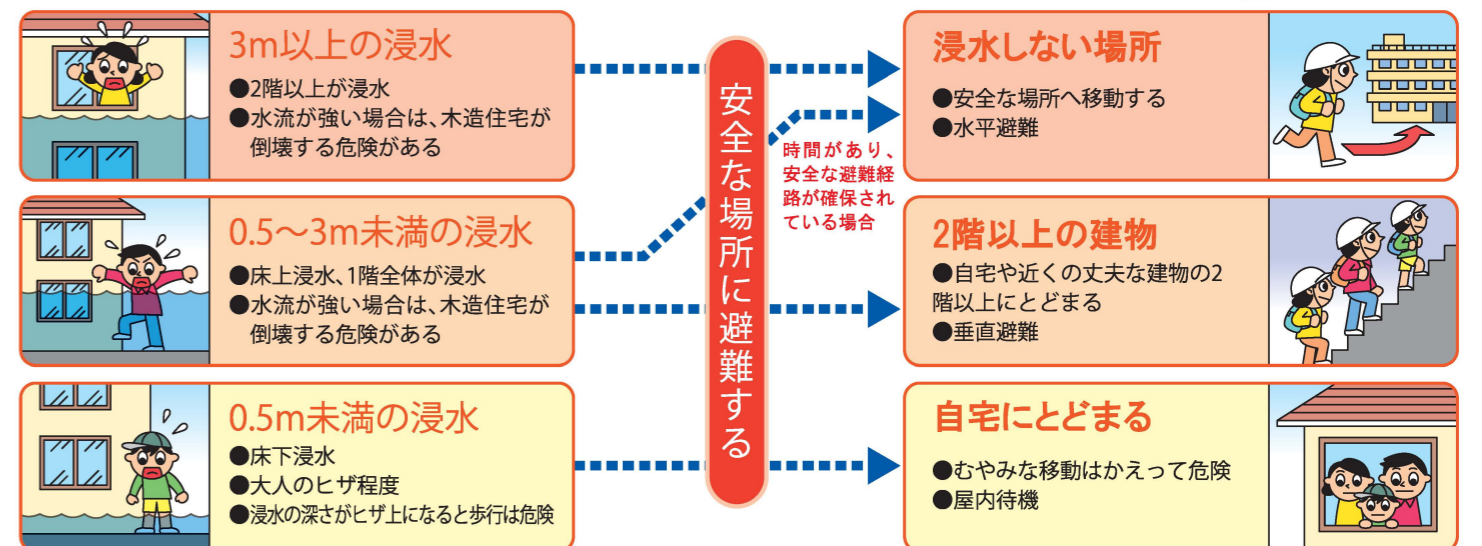 3m以上の浸水
●2階以上が浸水
●水流が強い場合は、木造住宅が
倒壊する危険がある
0.5〜3m未満の浸水
●床上浸水、1階全体が浸水
●水流が強い場合は、木造住宅が
倒壊する危険がある
0.5m未満の浸水
●床下浸水
●大人のヒザ程度
●浸水の深さがヒザ上になると歩行は危険
安全な場所に避難する
時間があり、
安全な避難経
路が確保され
ている場合
浸水しない場所
●安全な場所へ移動する
●水平避難
2階以上の建物
●自宅や近くの丈夫な建物の2
階以上にとどまる
●垂直避難
自宅にとどまる
●むやみな移動はかえって危険
●屋内待機